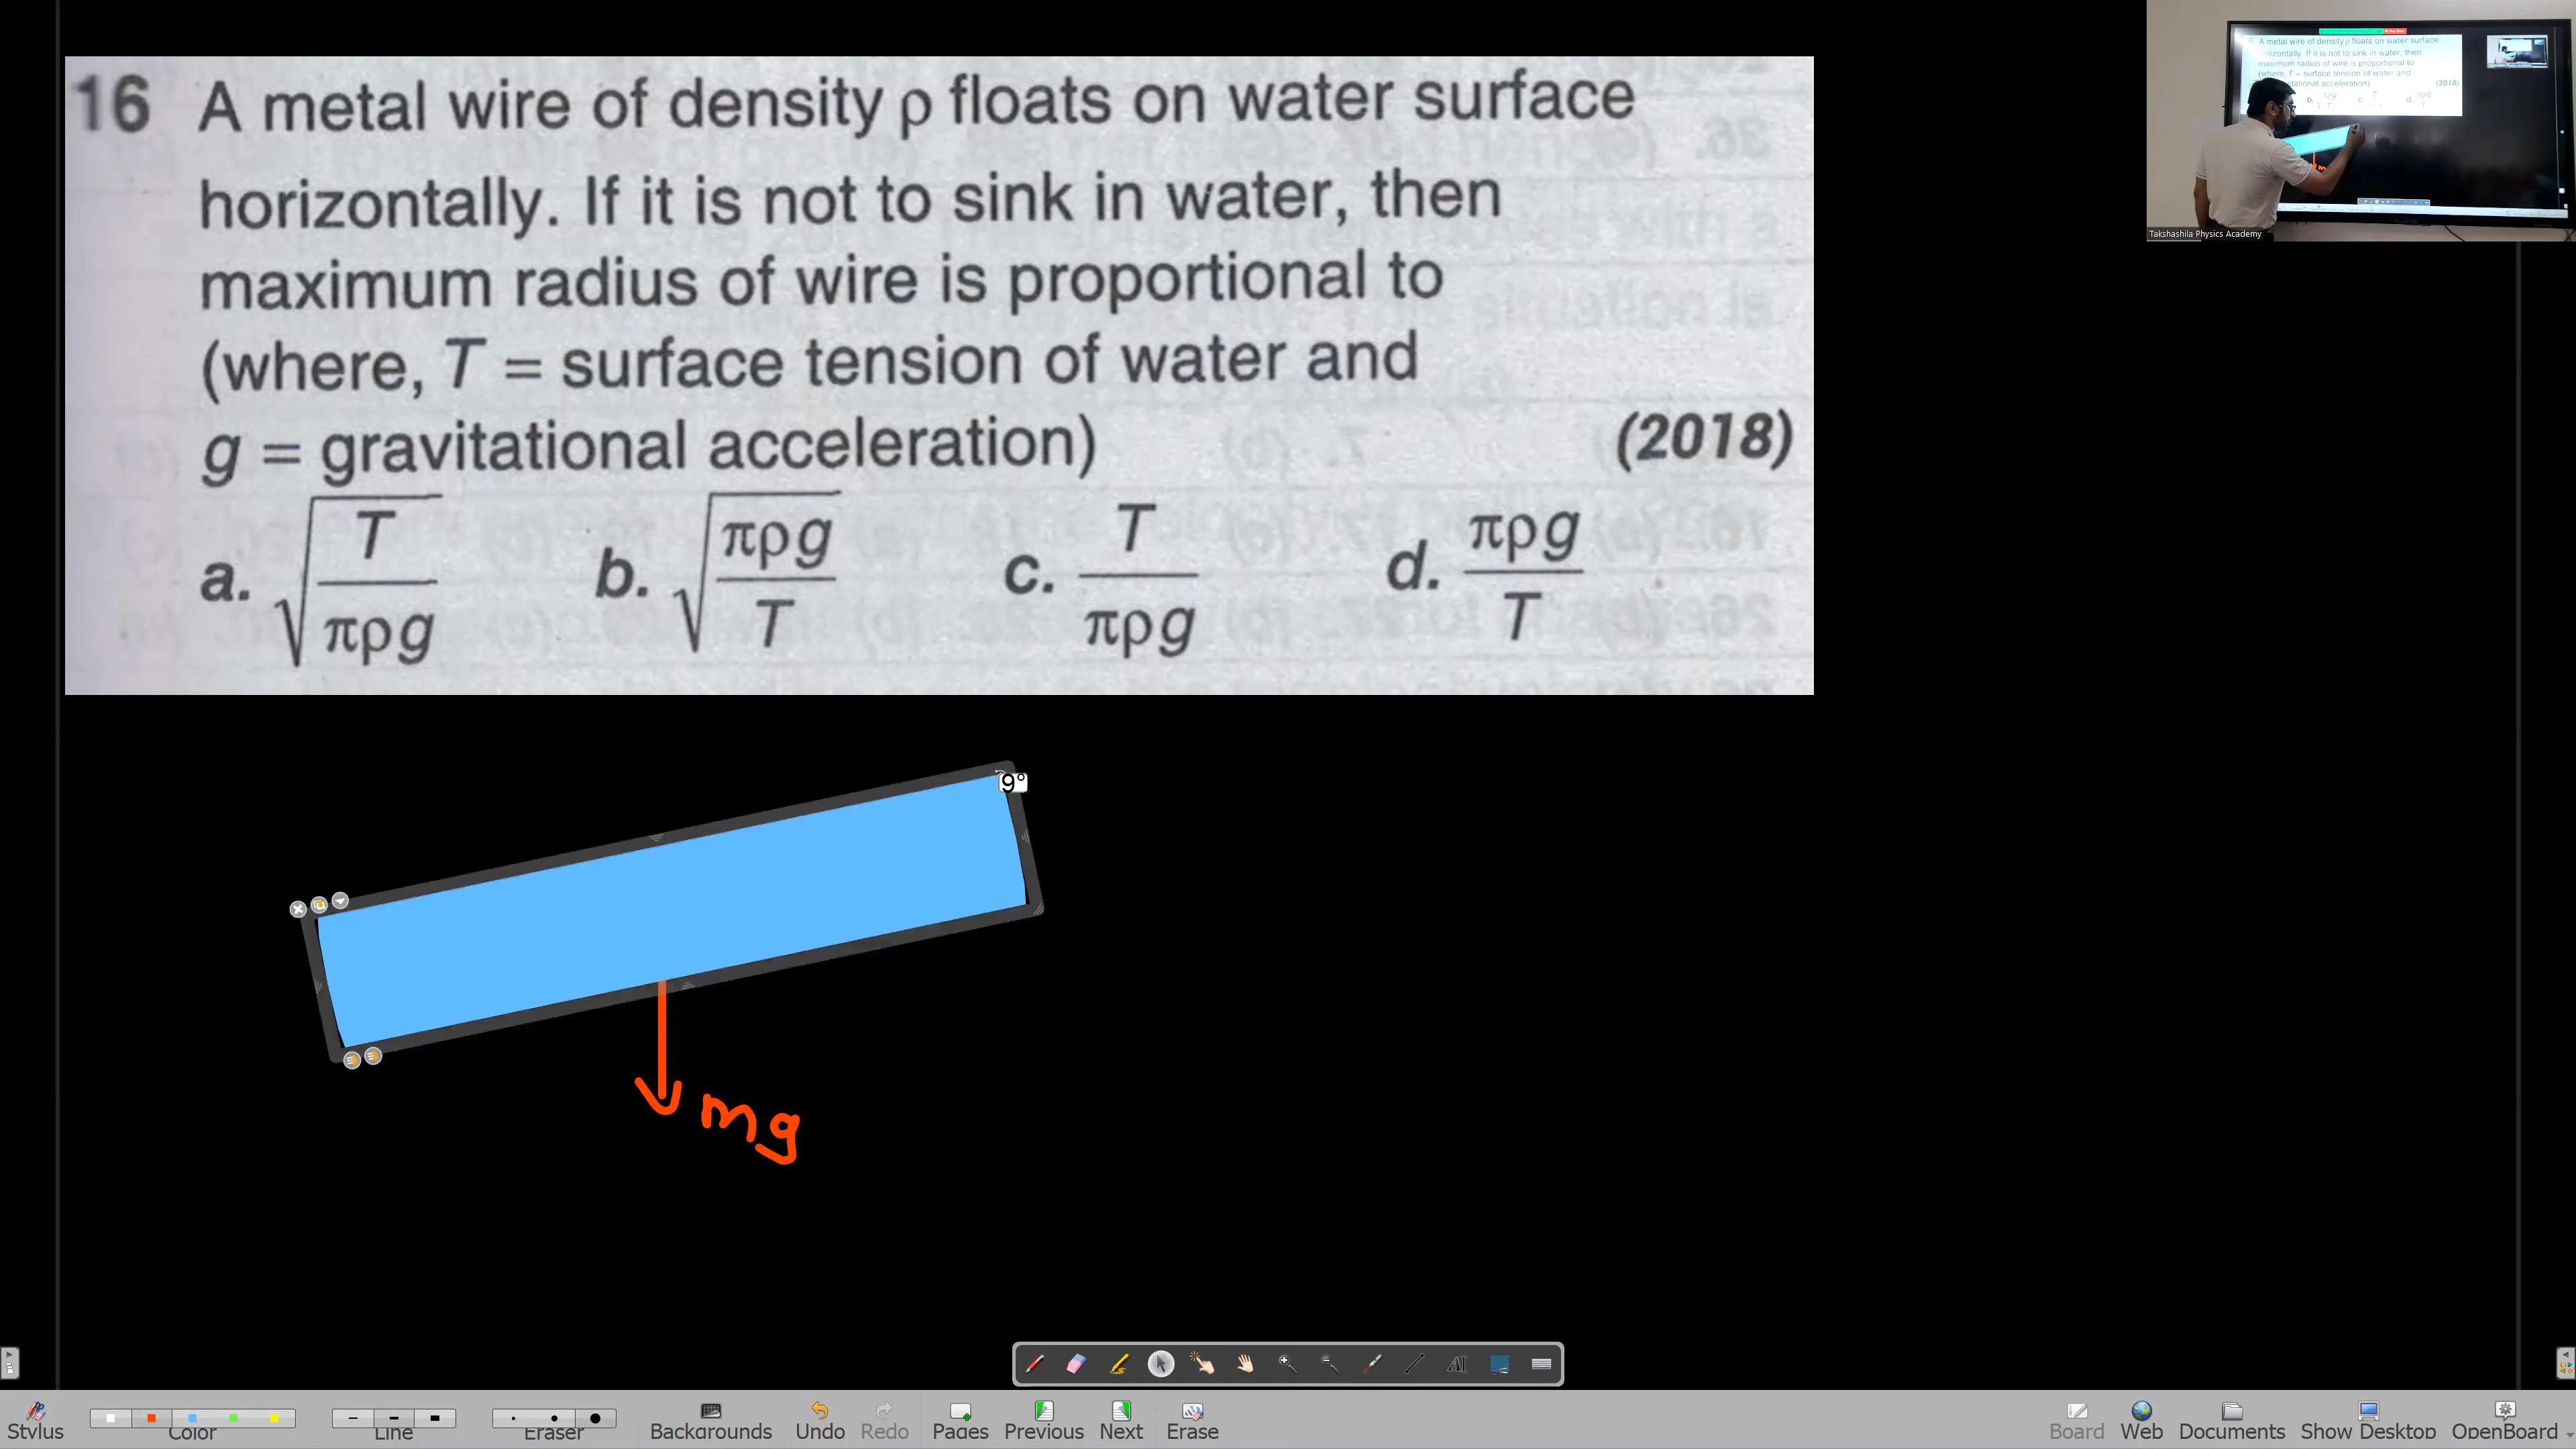 16 A metal wire of density ρ floats on water surface
horizontally. If it is not to sink in water, then
maximum radius of wire is proportional to
(where, T = surface tension of water and
g = gravitational acceleration) (2018)
a. √(T/πρg) b. √(πρg/T) c. T/πρg d. πρg/T
9°
mg
Takshashila Physics Academy
Stylus Color Line Eraser Backgrounds Undo Redo Pages Previous Next Erase Board Web Documents Show Desktop OpenBoard